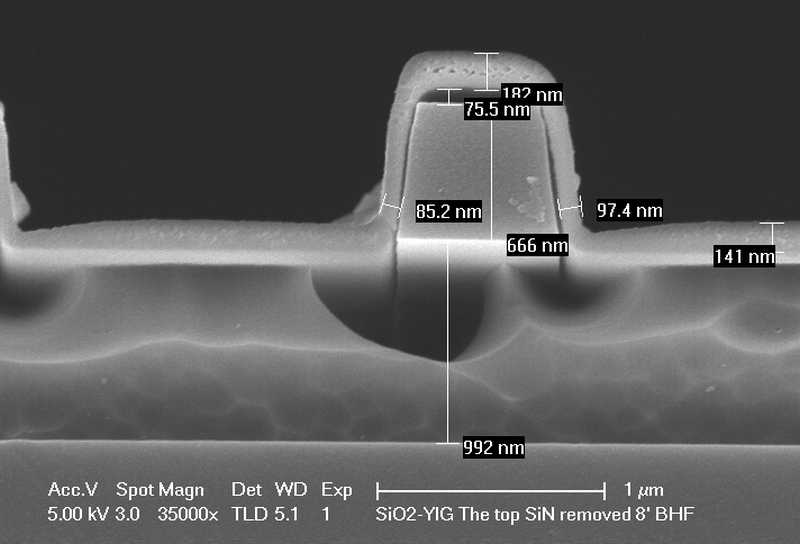 182 nm
75.5 nm
85.2 nm
97.4 nm
666 nm
141 nm
992 nm
Acc.V Spot Magn Det WD Exp 1 µm
5.00 kV 3.0 35000x TLD 5.1 1 SiO2-YIG The top SiN removed 8' BHF